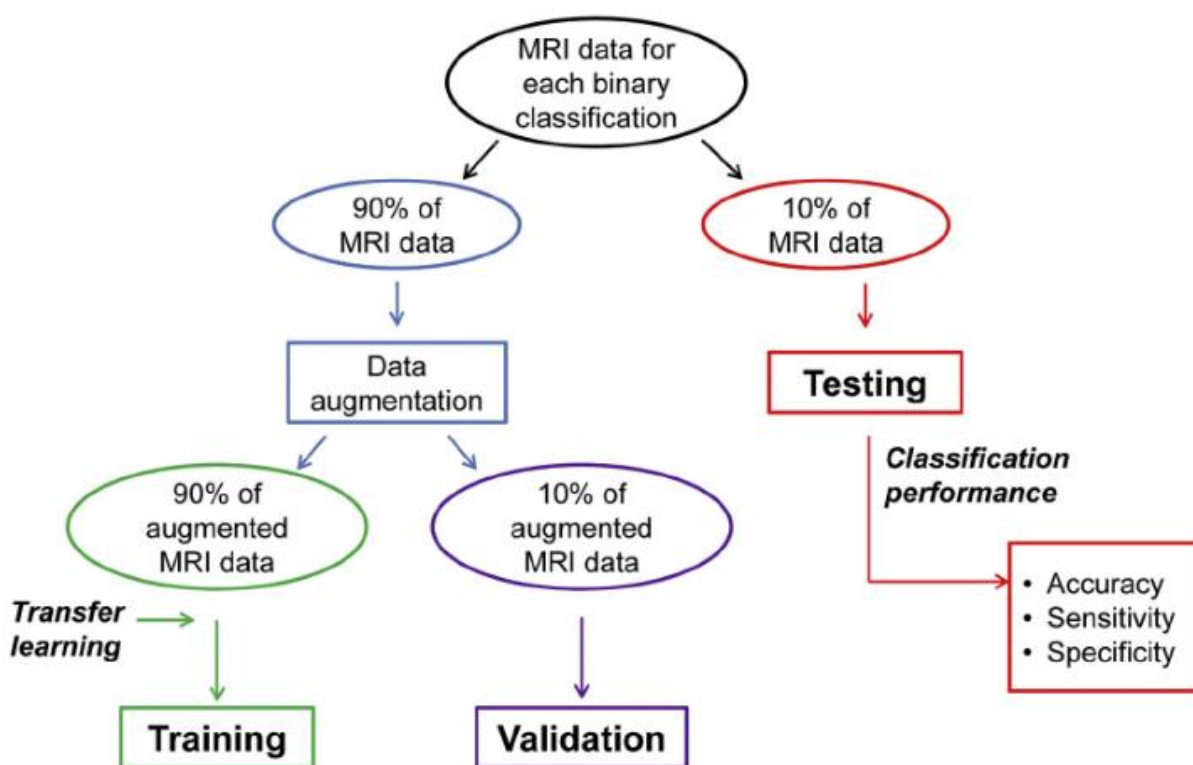 MRI data for
each binary
classification
90% of
MRI data
10% of
MRI data
Data
augmentation
Testing
90% of
augmented
MRI data
10% of
augmented
MRI data
Classification
performance
Transfer
learning
• Accuracy
• Sensitivity
• Specificity
Training
Validation